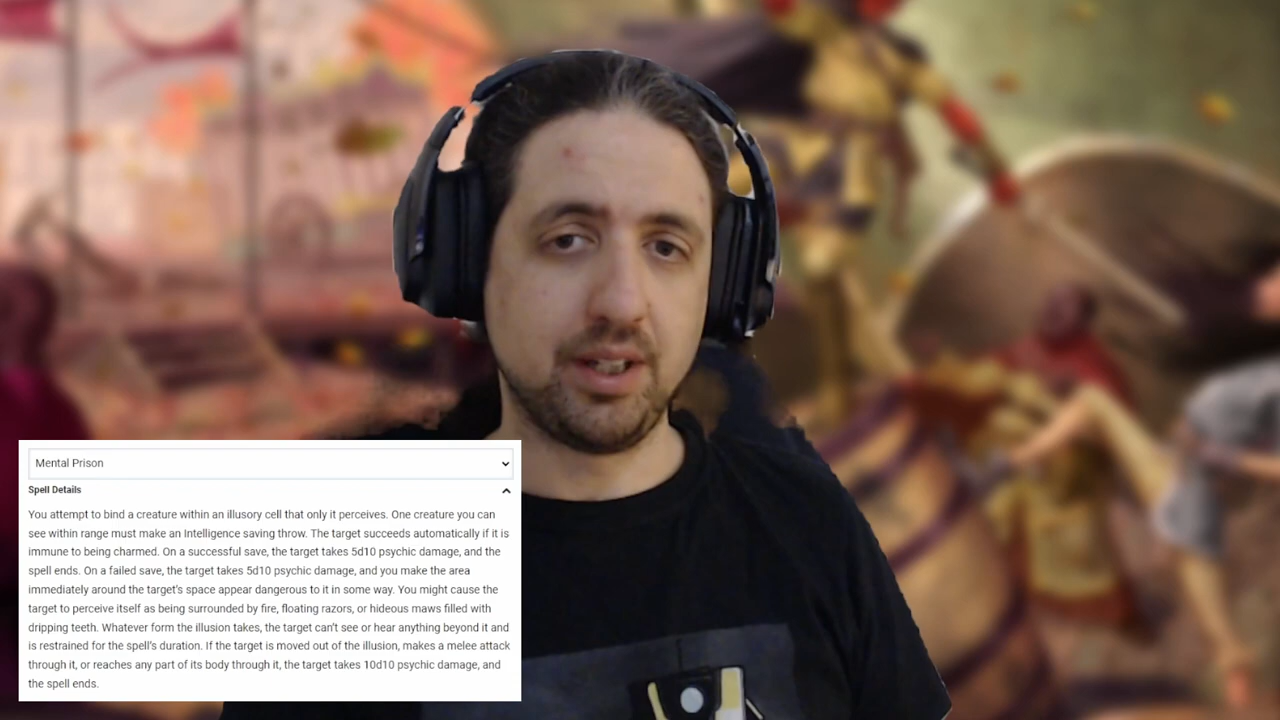 Mental Prison
Spell Details
You attempt to bind a creature within an illusory cell that only it perceives. One creature you can
see within range must make an Intelligence saving throw. The target succeeds automatically if it is
immune to being charmed. On a successful save, the target takes 5d10 psychic damage, and the
spell ends. On a failed save, the target takes 5d10 psychic damage, and you make the area
immediately around the target's space appear dangerous to it in some way. You might cause the
target to perceive itself as being surrounded by fire, floating razors, or hideous maws filled with
dripping teeth. Whatever form the illusion takes, the target can't see or hear anything beyond it and
is restrained for the spell's duration. If the target is moved out of the illusion, makes a melee attack
through it, or reaches any part of its body through it, the target takes 10d10 psychic damage, and
the spell ends.